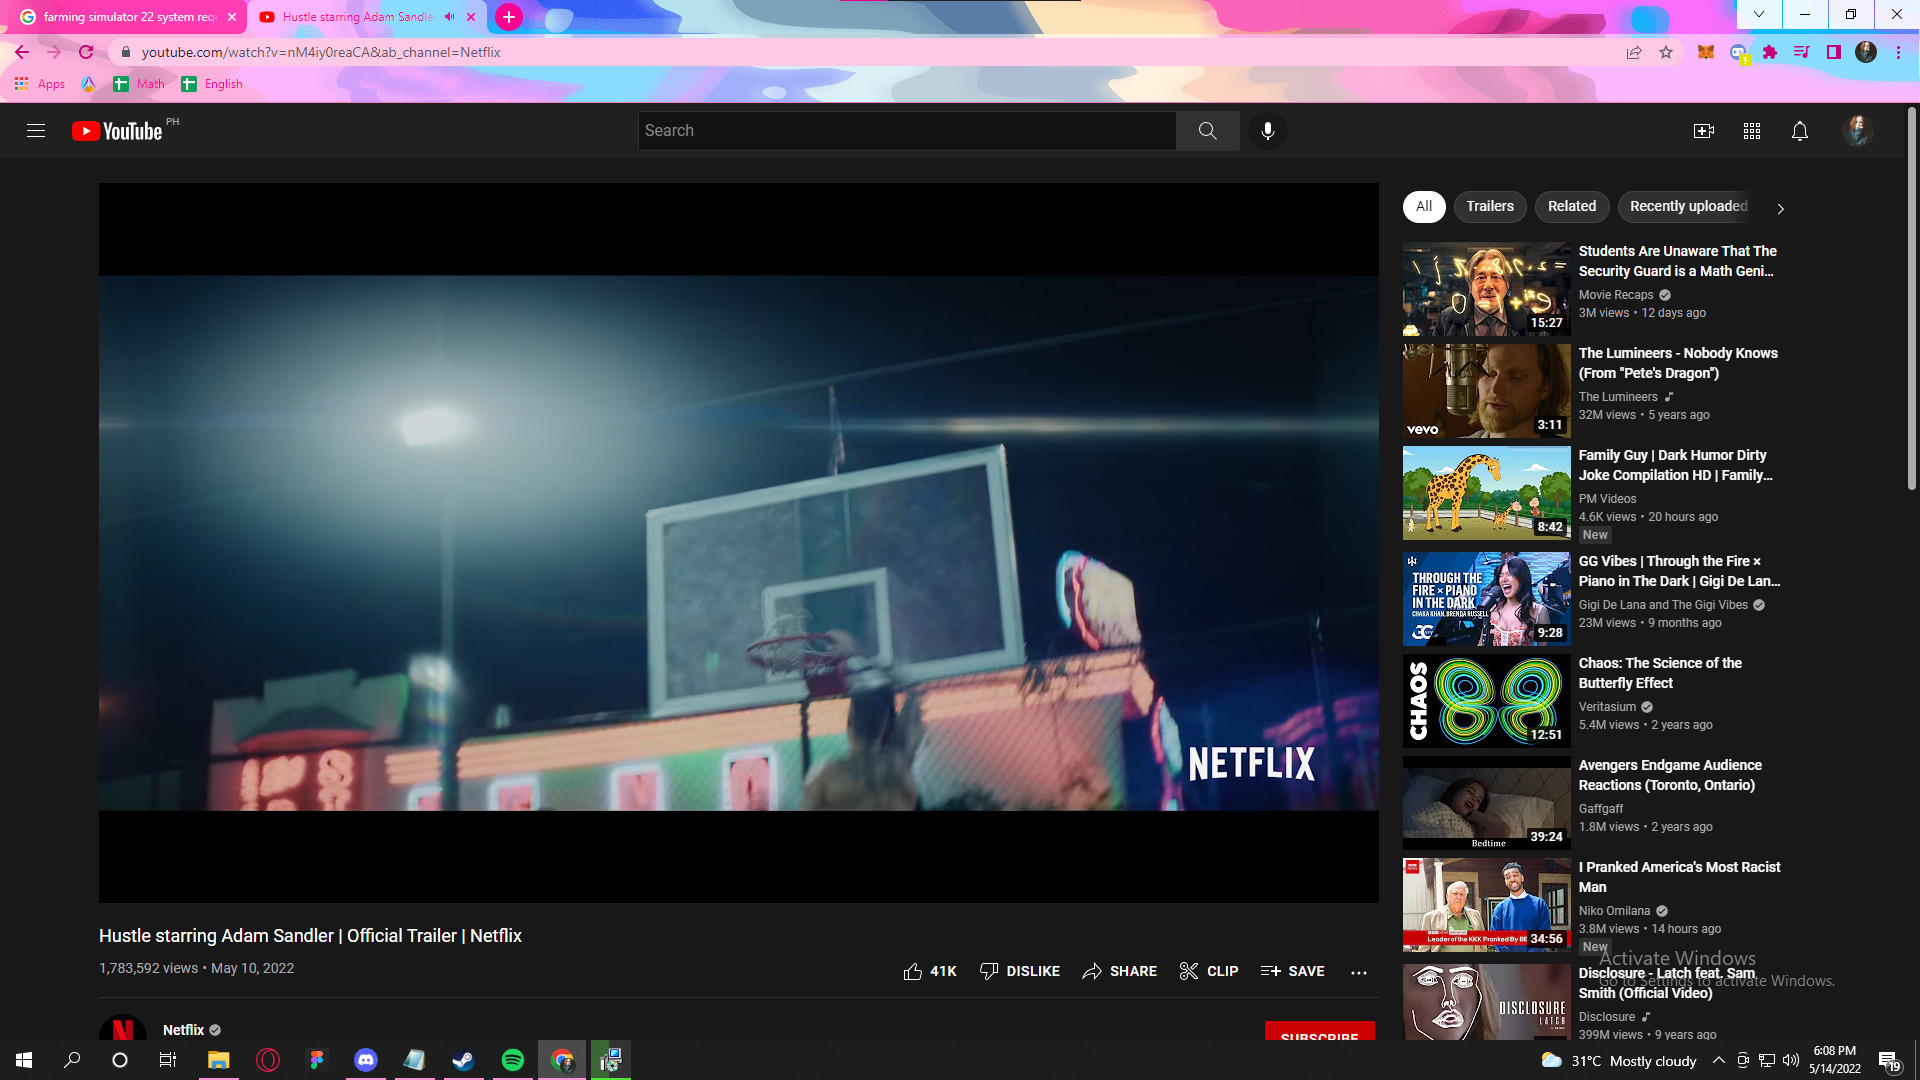 farming simulator 22 system req
Hustle starring Adam Sandle
youtube.com/watch?v=nM4iy0reaCA&ab_channel=Netflix
Apps
Math
English
YouTube PH
Search
All
Trailers
Related
Recently uploaded
Students Are Unaware That The
Security Guard is a Math Geni...
Movie Recaps
3M views • 12 days ago
15:27
The Lumineers - Nobody Knows
(From "Pete's Dragon")
The Lumineers
32M views • 5 years ago
vevo
3:11
Family Guy | Dark Humor Dirty
Joke Compilation HD | Family...
PM Videos
4.6K views • 20 hours ago
New
8:42
GG Vibes | Through the Fire ×
Piano in The Dark | Gigi De Lan...
Gigi De Lana and The Gigi Vibes
23M views • 9 months ago
THROUGH THE
FIRE × PIANO
IN THE DARK
CHAKA KHAN, BRENDA RUSSELL
9:28
Chaos: The Science of the
Butterfly Effect
Veritasium
5.4M views • 2 years ago
CHAOS
12:51
Avengers Endgame Audience
Reactions (Toronto, Ontario)
Gaffgaff
1.8M views • 2 years ago
39:24
Bedtime
I Pranked America's Most Racist
Man
Niko Omilana
3.8M views • 14 hours ago
New
Leader of the KKK Pranked By BE
34:56
Disclosure - Latch feat. Sam
Smith (Official Video)
Disclosure
399M views • 9 years ago
DISCLOSURE
LATCH
Activate Windows
Go to Settings to activate Windows.
NETFLIX
Hustle starring Adam Sandler | Official Trailer | Netflix
1,783,592 views • May 10, 2022
41K
DISLIKE
SHARE
CLIP
SAVE
N
Netflix
SUBSCRIBE
31°C Mostly cloudy
6:08 PM
5/14/2022
19